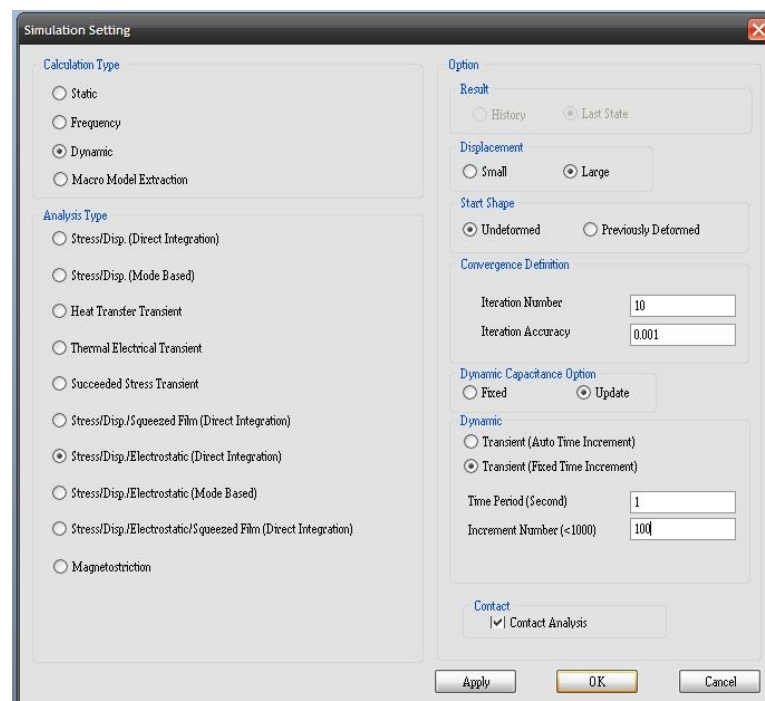 Simulation Setting
Calculation Type
Static
Frequency
Dynamic
Macro Model Extraction
Analysis Type
Stress/Disp. (Direct Integration)
Stress/Disp. (Mode Based)
Heat Transfer Transient
Thermal Electrical Transient
Succeeded Stress Transient
Stress/Disp./Squeezed Film (Direct Integration)
Stress/Disp./Electrostatic (Direct Integration)
Stress/Disp./Electrostatic (Mode Based)
Stress/Disp./Electrostatic/Squeezed Film (Direct Integration)
Magnetostriction
Option
Result
History Last State
Displacement
Small Large
Start Shape
Undeformed Previously Deformed
Convergence Definition
Iteration Number 10
Iteration Accuracy 0.001
Dynamic Capacitance Option
Fixed Update
Dynamic
Transient (Auto Time Increment)
Transient (Fixed Time Increment)
Time Period (Second) 1
Increment Number (<1000) 100
Contact
Contact Analysis
Apply OK Cancel